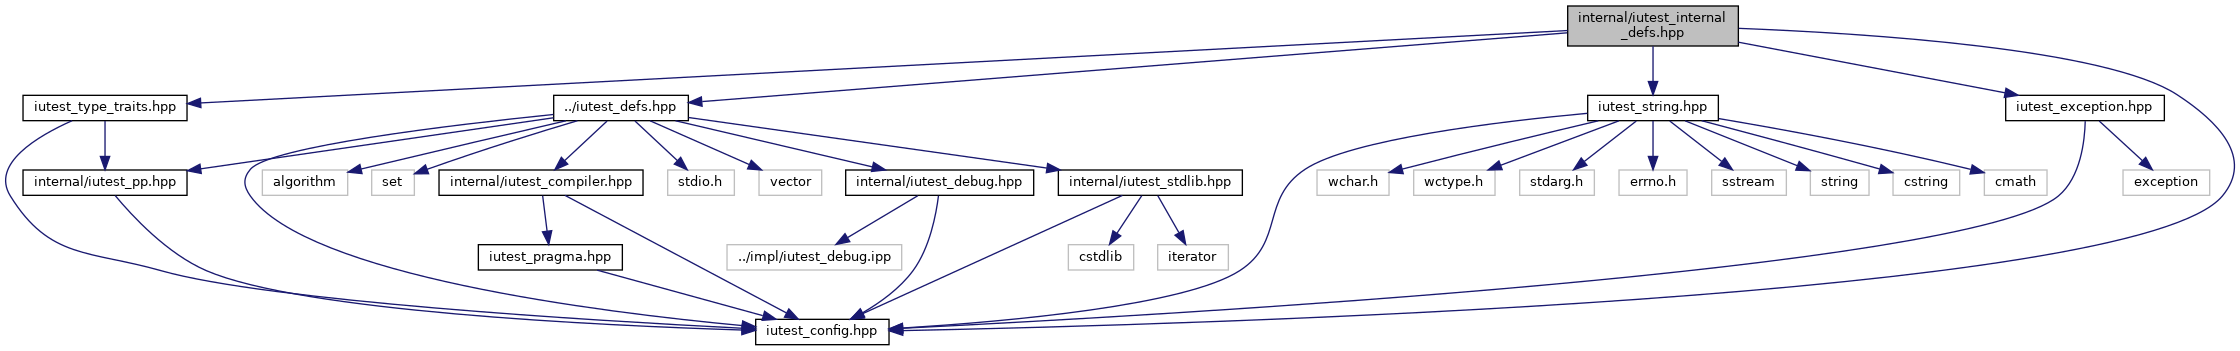 internal/iutest_internal
_defs.hpp
iutest_type_traits.hpp
../iutest_defs.hpp
iutest_string.hpp
iutest_exception.hpp
internal/iutest_pp.hpp
algorithm
set
internal/iutest_compiler.hpp
stdio.h
vector
internal/iutest_debug.hpp
internal/iutest_stdlib.hpp
wchar.h
wctype.h
stdarg.h
errno.h
sstream
string
cstring
cmath
exception
iutest_pragma.hpp
../impl/iutest_debug.ipp
cstdlib
iterator
iutest_config.hpp